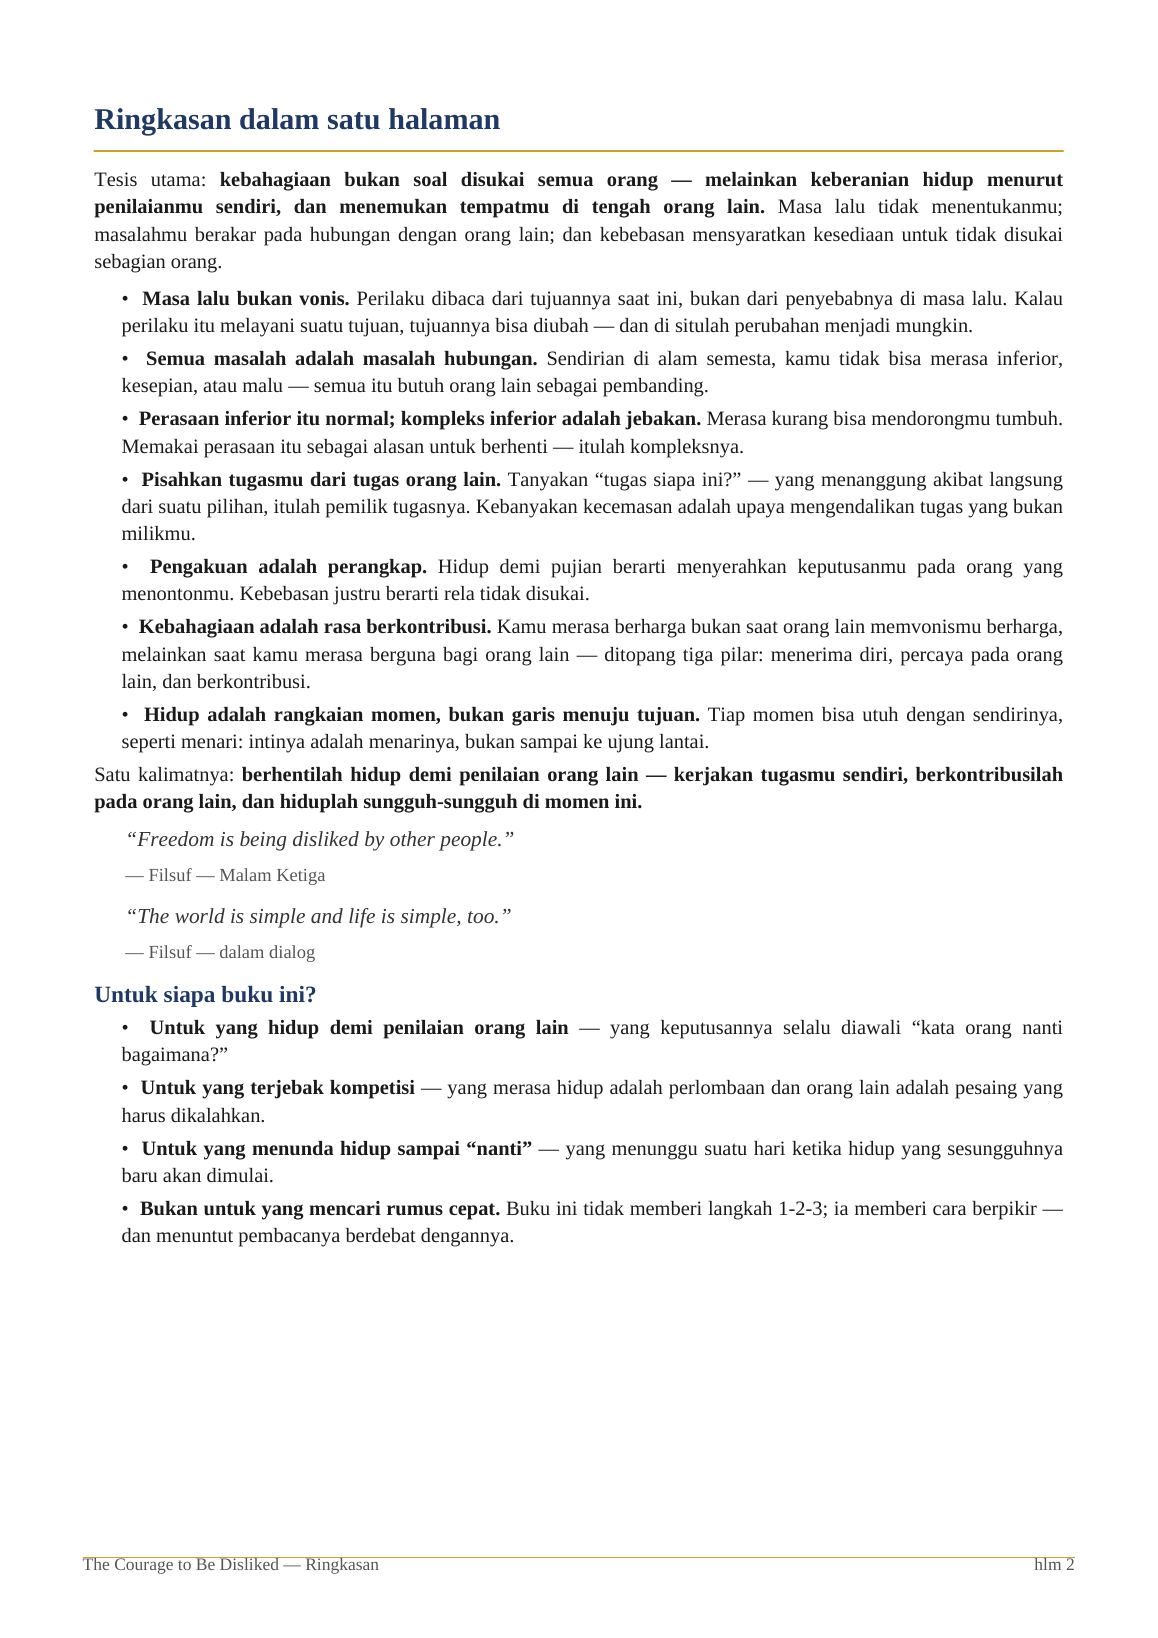 Ringkasan dalam satu halaman
Tesis utama: kebahagiaan bukan soal disukai semua orang — melainkan keberanian hidup menurut
penilaianmu sendiri, dan menemukan tempatmu di tengah orang lain. Masa lalu tidak menentukanmu;
masalahmu berakar pada hubungan dengan orang lain; dan kebebasan mensyaratkan kesediaan untuk tidak disukai
sebagian orang.
• Masa lalu bukan vonis. Perilaku dibaca dari tujuannya saat ini, bukan dari penyebabnya di masa lalu. Kalau
perilaku itu melayani suatu tujuan, tujuannya bisa diubah — dan di situlah perubahan menjadi mungkin.
• Semua masalah adalah masalah hubungan. Sendirian di alam semesta, kamu tidak bisa merasa inferior,
kesepian, atau malu — semua itu butuh orang lain sebagai pembanding.
• Perasaan inferior itu normal; kompleks inferior adalah jebakan. Merasa kurang bisa mendorongmu tumbuh.
Memakai perasaan itu sebagai alasan untuk berhenti — itulah kompleksnya.
• Pisahkan tugasmu dari tugas orang lain. Tanyakan “tugas siapa ini?” — yang menanggung akibat langsung
dari suatu pilihan, itulah pemilik tugasnya. Kebanyakan kecemasan adalah upaya mengendalikan tugas yang bukan
milikmu.
• Pengakuan adalah perangkap. Hidup demi pujian berarti menyerahkan keputusanmu pada orang yang
menontonmu. Kebebasan justru berarti rela tidak disukai.
• Kebahagiaan adalah rasa berkontribusi. Kamu merasa berharga bukan saat orang lain memvonismu berharga,
melainkan saat kamu merasa berguna bagi orang lain — ditopang tiga pilar: menerima diri, percaya pada orang
lain, dan berkontribusi.
• Hidup adalah rangkaian momen, bukan garis menuju tujuan. Tiap momen bisa utuh dengan sendirinya,
seperti menari: intinya adalah menarinya, bukan sampai ke ujung lantai.
Satu kalimatnya: berhentilah hidup demi penilaian orang lain — kerjakan tugasmu sendiri, berkontribusilah
pada orang lain, dan hiduplah sungguh-sungguh di momen ini.
“Freedom is being disliked by other people.”
— Filsuf — Malam Ketiga
“The world is simple and life is simple, too.”
— Filsuf — dalam dialog
Untuk siapa buku ini?
• Untuk yang hidup demi penilaian orang lain — yang keputusannya selalu diawali “kata orang nanti
bagaimana?”
• Untuk yang terjebak kompetisi — yang merasa hidup adalah perlombaan dan orang lain adalah pesaing yang
harus dikalahkan.
• Untuk yang menunda hidup sampai “nanti” — yang menunggu suatu hari ketika hidup yang sesungguhnya
baru akan dimulai.
• Bukan untuk yang mencari rumus cepat. Buku ini tidak memberi langkah 1-2-3; ia memberi cara berpikir —
dan menuntut pembacanya berdebat dengannya.
The Courage to Be Disliked — Ringkasan
hlm 2